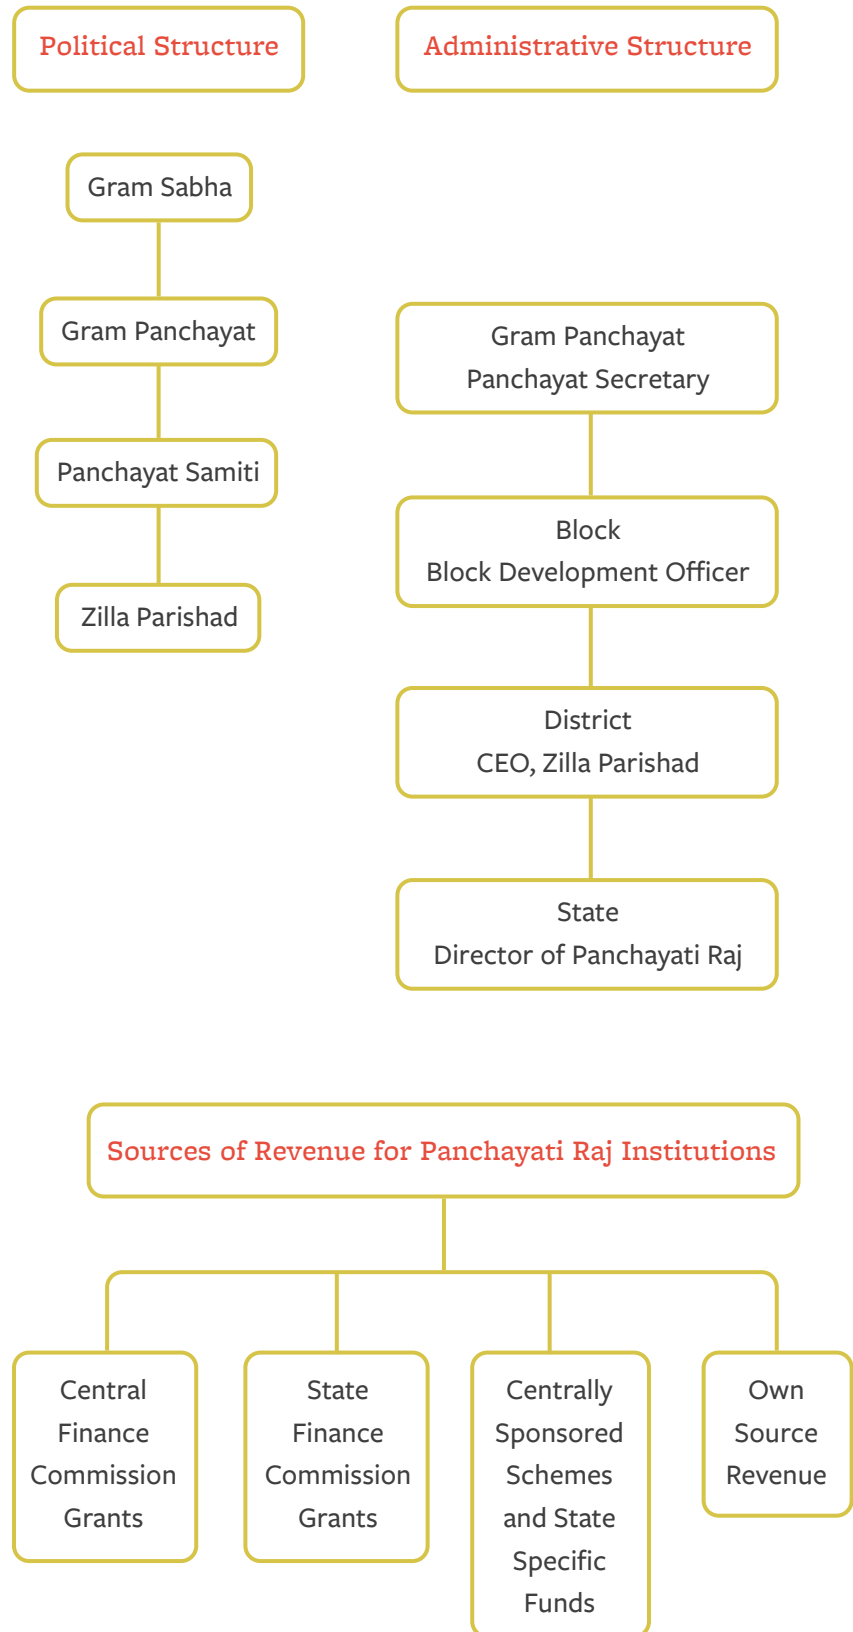 Political Structure
Administrative Structure
Gram Sabha
Gram Panchayat
Panchayat Samiti
Zilla Parishad
Gram Panchayat
Panchayat Secretary
Block
Block Development Officer
District
CEO, Zilla Parishad
State
Director of Panchayati Raj
Sources of Revenue for Panchayati Raj Institutions
Central
Finance
Commission
Grants
State
Finance
Commission
Grants
Centrally
Sponsored
Schemes
and State
Specific
Funds
Own
Source
Revenue